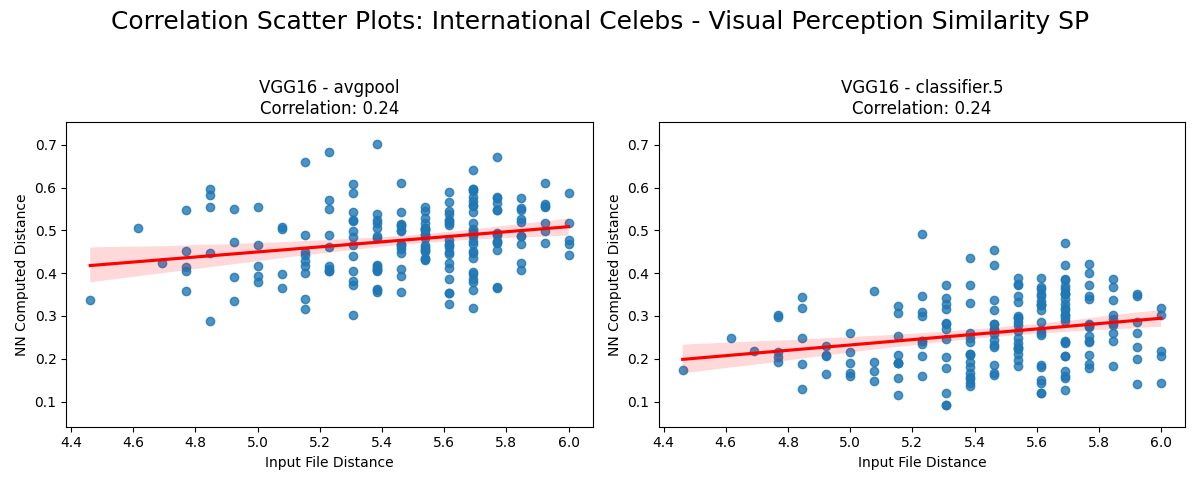 Correlation Scatter Plots: International Celebs - Visual Perception Similarity SP
VGG16 - avgpool
Correlation: 0.24
NN Computed Distance
0.7
0.6
0.5
0.4
0.3
0.2
0.1
4.4 4.6 4.8 5.0 5.2 5.4 5.6 5.8 6.0
Input File Distance
VGG16 - classifier.5
Correlation: 0.24
NN Computed Distance
0.7
0.6
0.5
0.4
0.3
0.2
0.1
4.4 4.6 4.8 5.0 5.2 5.4 5.6 5.8 6.0
Input File Distance